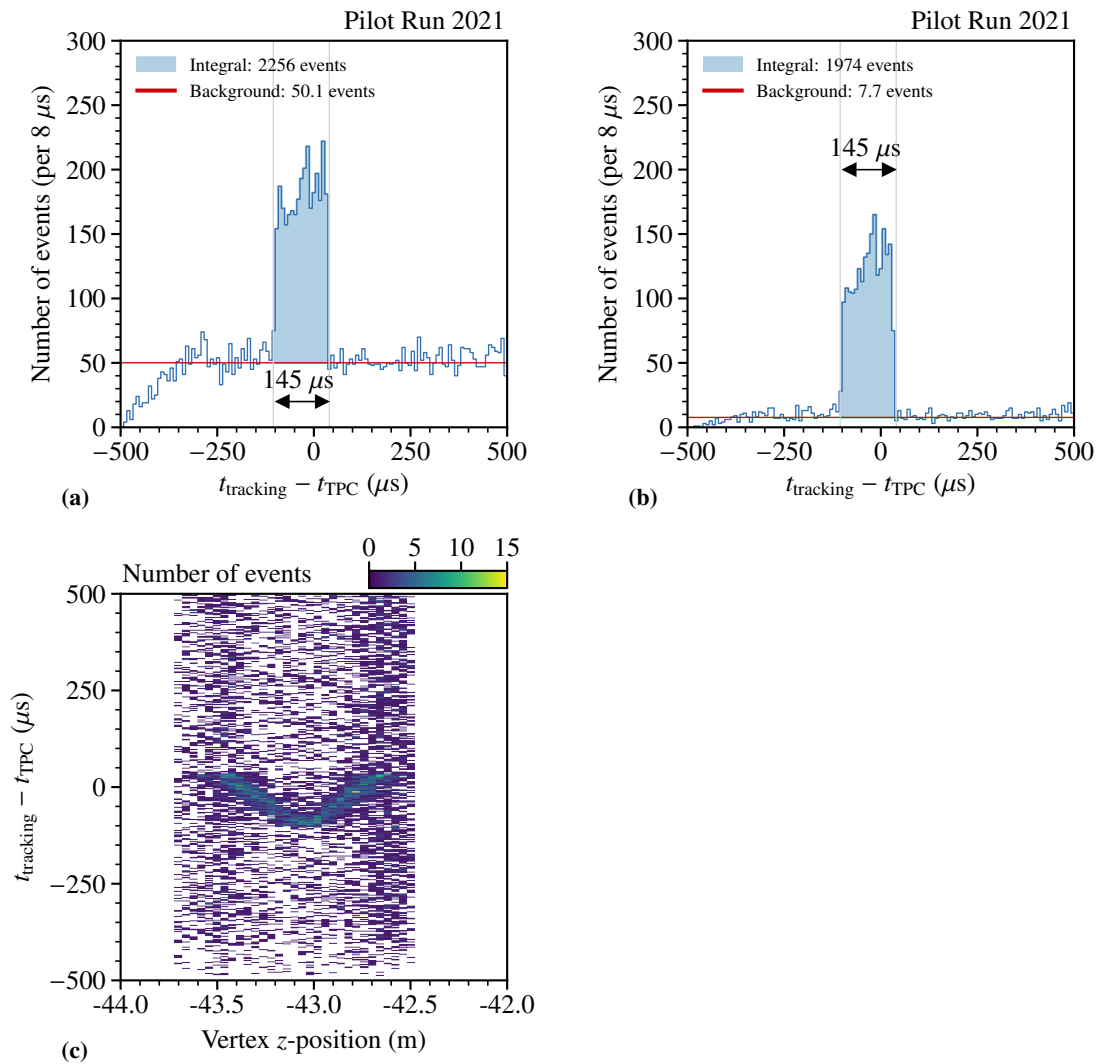 Pilot Run 2021
300
250
200
150
100
50
0
Number of events (per 8 μs)
Integral: 2256 events
Background: 50.1 events
145 μs
−500 −250 0 250 500
t_tracking − t_TPC (μs)
(a)
Pilot Run 2021
300
250
200
150
100
50
0
Number of events (per 8 μs)
Integral: 1974 events
Background: 7.7 events
145 μs
−500 −250 0 250 500
t_tracking − t_TPC (μs)
(b)
Number of events
0 5 10 15
500
250
0
−250
−500
t_tracking − t_TPC (μs)
-44.0 -43.5 -43.0 -42.5 -42.0
Vertex z-position (m)
(c)